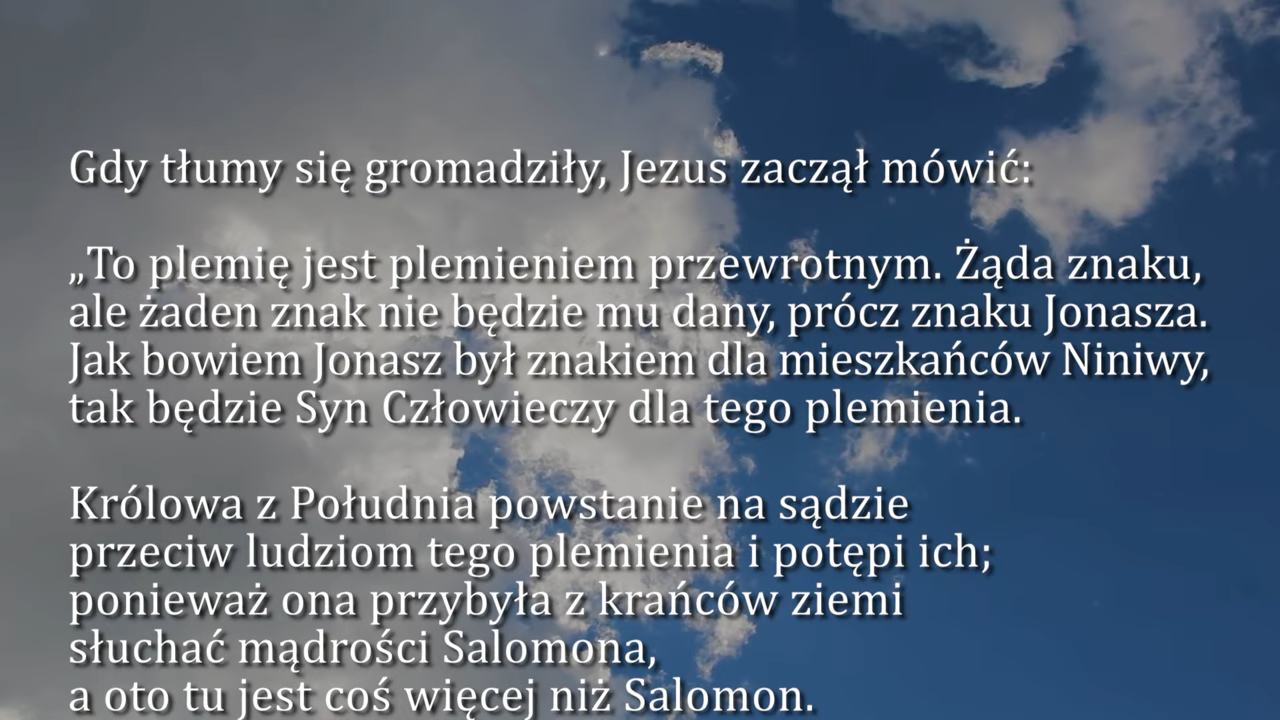 Gdy tłumy się gromadziły, Jezus zaczął mówić:
„To plemię jest plemieniem przewrotnym. Żąda znaku,
ale żaden znak nie będzie mu dany, prócz znaku Jonasza.
Jak bowiem Jonasz był znakiem dla mieszkańców Niniwy,
tak będzie Syn Człowieczy dla tego plemienia.
Królowa z Południa powstanie na sądzie
przeciw ludziom tego plemienia i potępi ich;
ponieważ ona przybyła z krańców ziemi
słuchać mądrości Salomona,
a oto tu jest coś więcej niż Salomon.